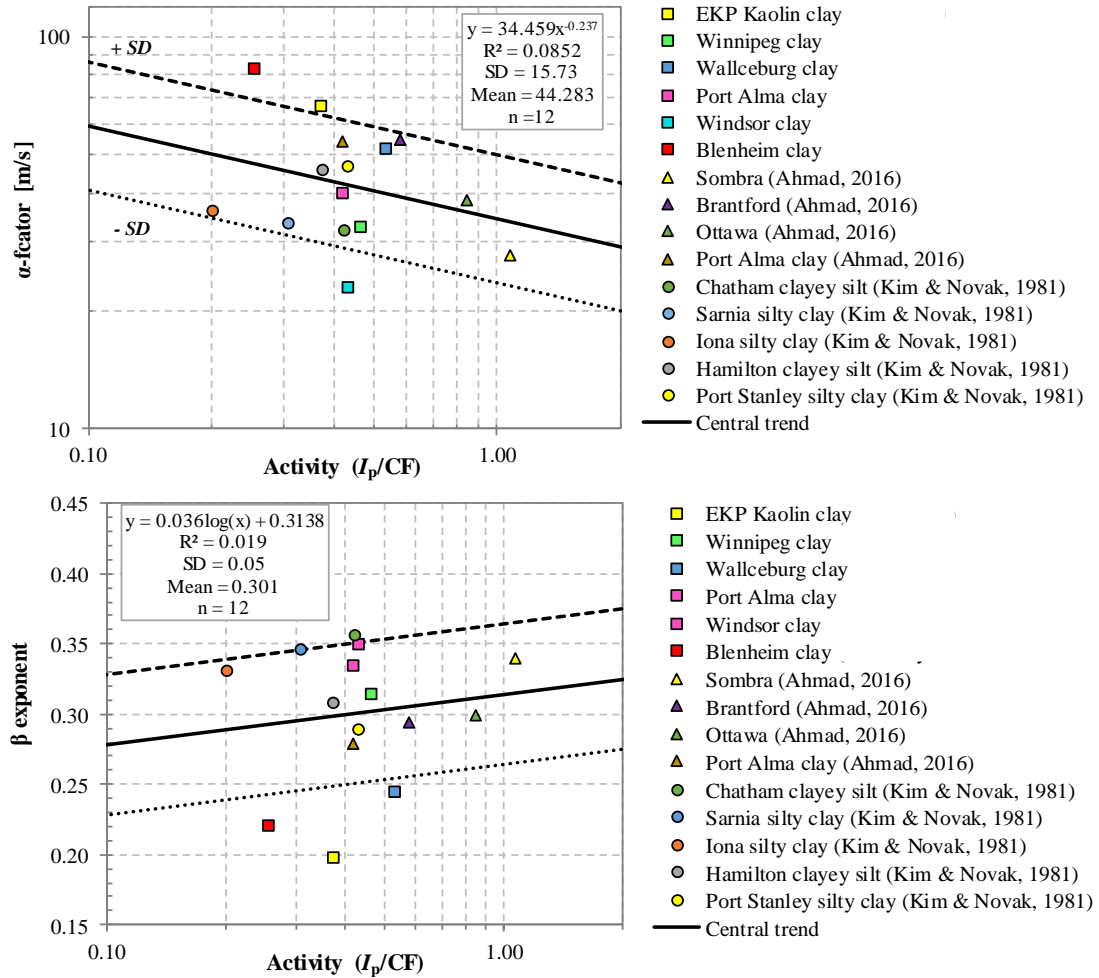 100
+ SD
- SD
10
0.10
1.00
α-fcator [m/s]
Activity (Ip/CF)
y = 34.459x-0.237
R² = 0.0852
SD = 15.73
Mean = 44.283
n =12
EKP Kaolin clay
Winnipeg clay
Wallceburg clay
Port Alma clay
Windsor clay
Blenheim clay
Sombra (Ahmad, 2016)
Brantford (Ahmad, 2016)
Ottawa (Ahmad, 2016)
Port Alma clay (Ahmad, 2016)
Chatham clayey silt (Kim & Novak, 1981)
Sarnia silty clay (Kim & Novak, 1981)
Iona silty clay (Kim & Novak, 1981)
Hamilton clayey silt (Kim & Novak, 1981)
Port Stanley silty clay (Kim & Novak, 1981)
Central trend
0.45
0.40
0.35
0.30
0.25
0.20
0.15
0.10
1.00
β exponent
Activity (Ip/CF)
y = 0.036log(x) + 0.3138
R² = 0.019
SD = 0.05
Mean = 0.301
n = 12
EKP Kaolin clay
Winnipeg clay
Wallceburg clay
Port Alma clay
Windsor clay
Blenheim clay
Sombra (Ahmad, 2016)
Brantford (Ahmad, 2016)
Ottawa (Ahmad, 2016)
Port Alma clay (Ahmad, 2016)
Chatham clayey silt (Kim & Novak, 1981)
Sarnia silty clay (Kim & Novak, 1981)
Iona silty clay (Kim & Novak, 1981)
Hamilton clayey silt (Kim & Novak, 1981)
Port Stanley silty clay (Kim & Novak, 1981)
Central trend